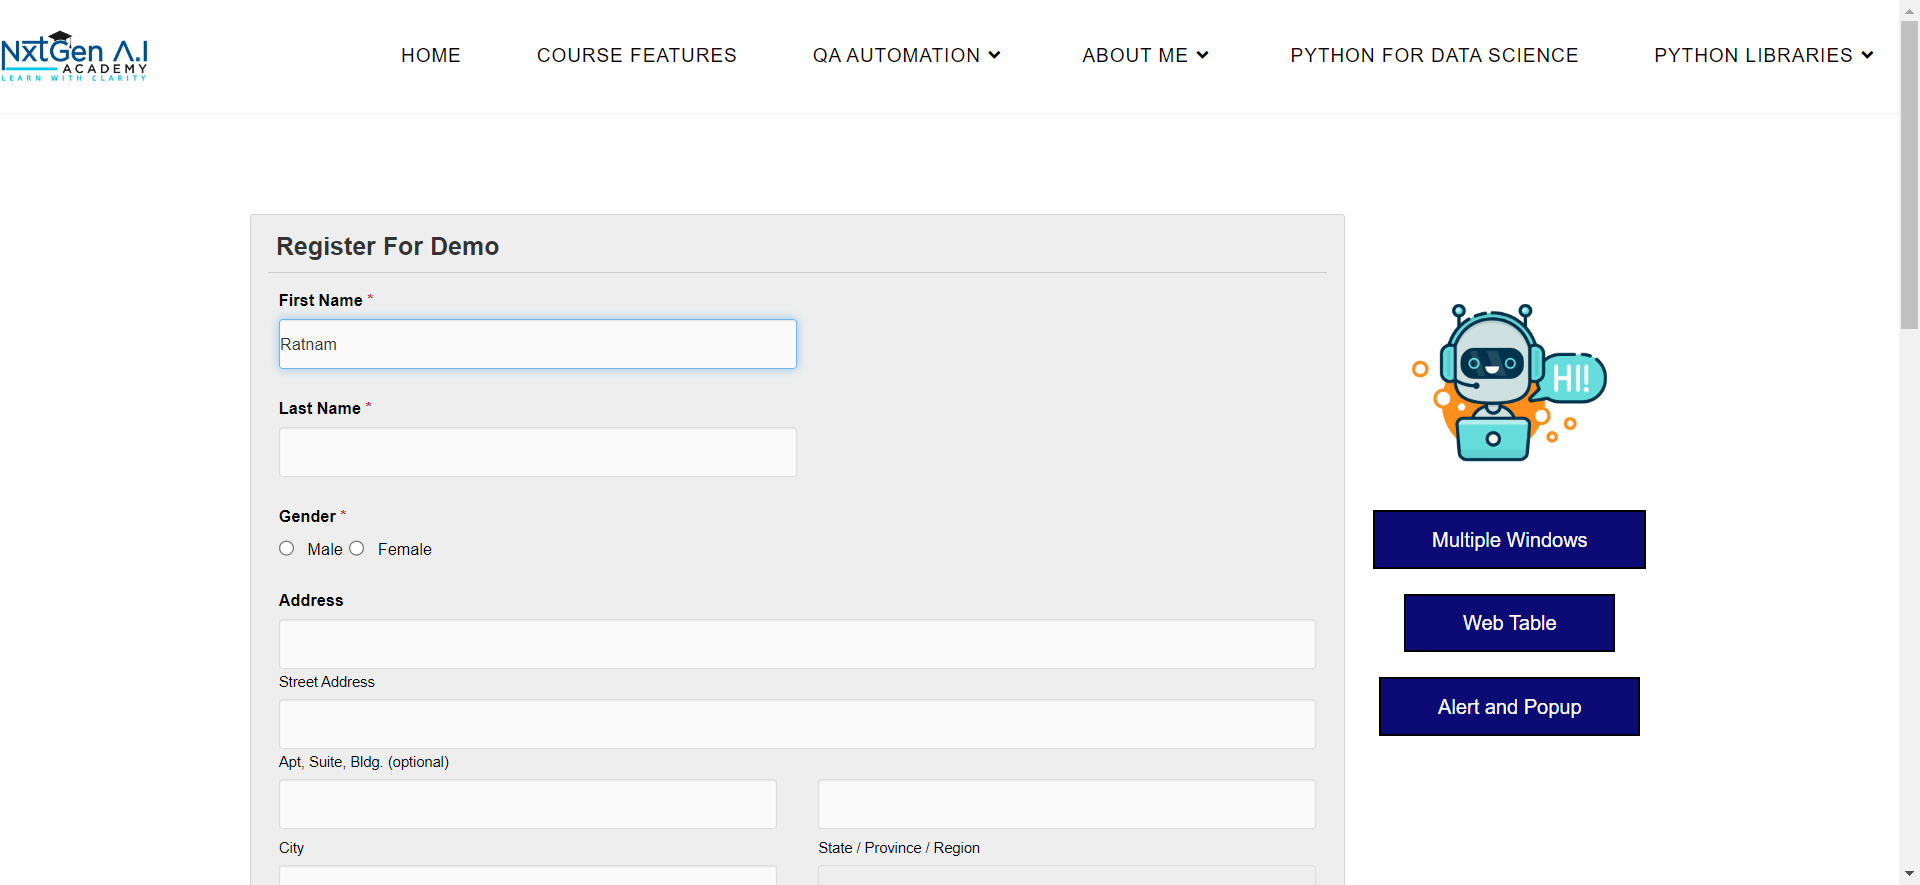 NxtGen A.I
ACADEMY
LEARN WITH CLARITY
HOME
COURSE FEATURES
QA AUTOMATION
ABOUT ME
PYTHON FOR DATA SCIENCE
PYTHON LIBRARIES
Register For Demo
First Name *
Ratnam
Last Name *
Gender *
Male Female
Address
Street Address
Apt, Suite, Bldg. (optional)
City
State / Province / Region
HI!
Multiple Windows
Web Table
Alert and Popup